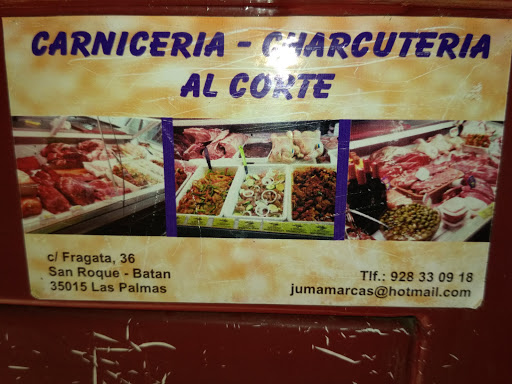 CARNICERIA - CHARCUTERIA
AL CORTE
c/ Fragata, 36
San Roque - Batan
35015 Las Palmas
Tlf.: 928 33 09 18
jumamarcas@hotmail.com